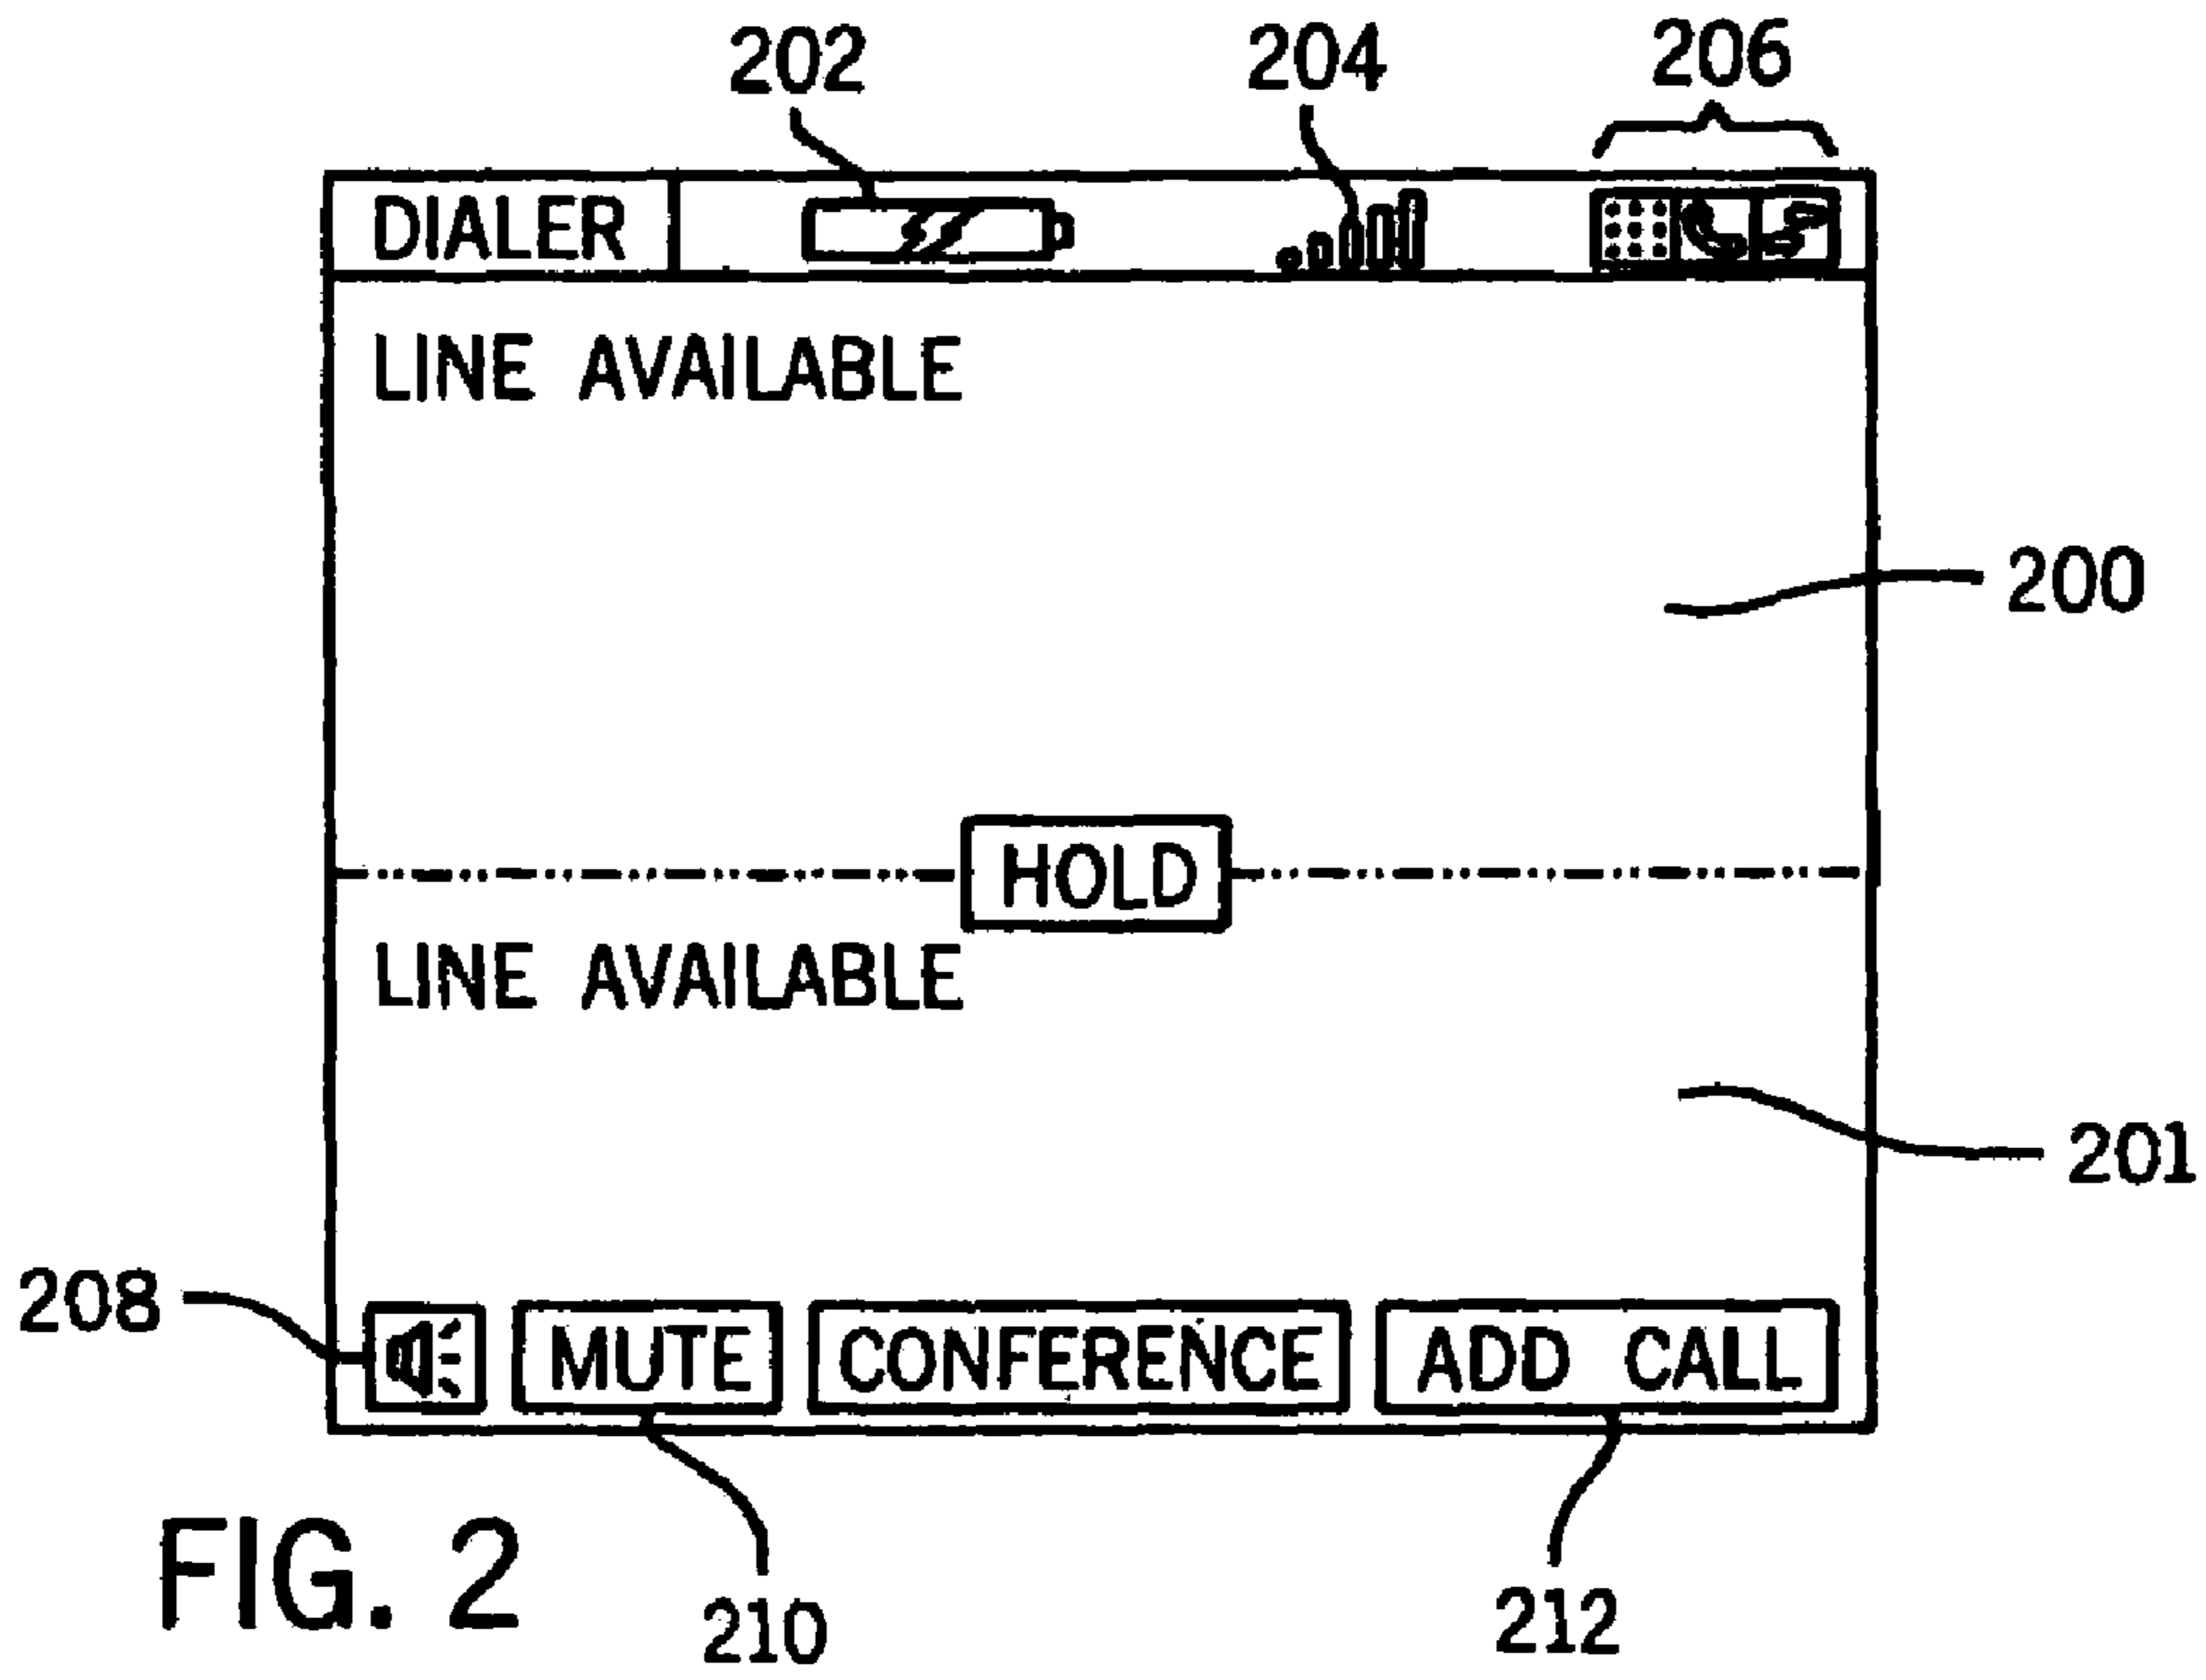 202 204 206
DIALER
LINE AVAILABLE
200
HOLD
LINE AVAILABLE
201
208
MUTE CONFERENCE ADD CALL
FIG. 2
210 212